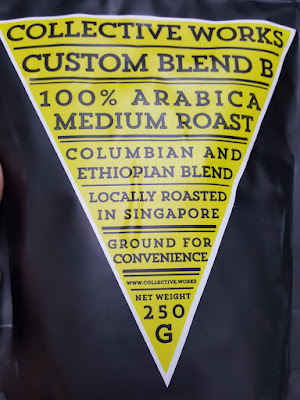 COLLECTIVE WORKS
CUSTOM BLEND B
100% ARABICA
MEDIUM ROAST
COLUMBIAN AND
ETHIOPIAN BLEND
LOCALLY ROASTED
IN SINGAPORE
GROUND FOR
CONVENIENCE
WWW.COLLECTIVE.WORKS
NET WEIGHT
250
G